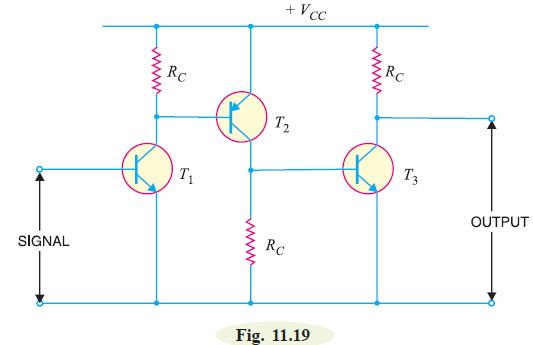 + VCC
RC
RC
T2
T1
T3
SIGNAL
RC
OUTPUT
Fig. 11.19